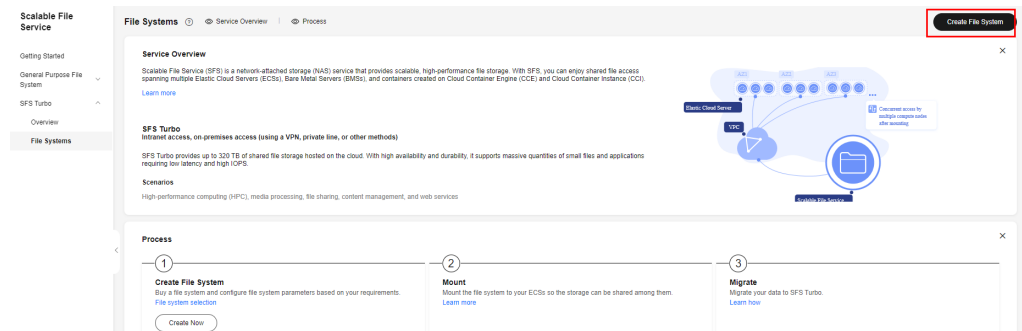 Scalable File
Service
Getting Started
General Purpose File
System
SFS Turbo
Overview
File Systems
File Systems
Service Overview
Process
Create File System
Service Overview
Scalable File Service (SFS) is a network-attached storage (NAS) service that provides scalable, high-performance file storage. With SFS, you can enjoy shared file access
spanning multiple Elastic Cloud Servers (ECSs), Bare Metal Servers (BMSs), and containers created on Cloud Container Engine (CCE) and Cloud Container Instance (CCI).
Learn more
SFS Turbo
Intranet access, on-premises access (using a VPN, private line, or other methods)
SFS Turbo provides up to 320 TB of shared file storage hosted on the cloud. With high availability and durability, it supports massive quantities of small files and applications
requiring low latency and high IOPS.
Scenarios
High-performance computing (HPC), media processing, file sharing, content management, and web services
AZ1 AZ2 AZ3
Elastic Cloud Server
Concurrent access by
multiple compute nodes
after mounting
VPC
Scalable File Service
Process
1
Create File System
Buy a file system and configure file system parameters based on your requirements.
File system selection
Create Now
2
Mount
Mount the file system to your ECSs so the storage can be shared among them.
Learn more
3
Migrate
Migrate your data to SFS Turbo.
Learn how